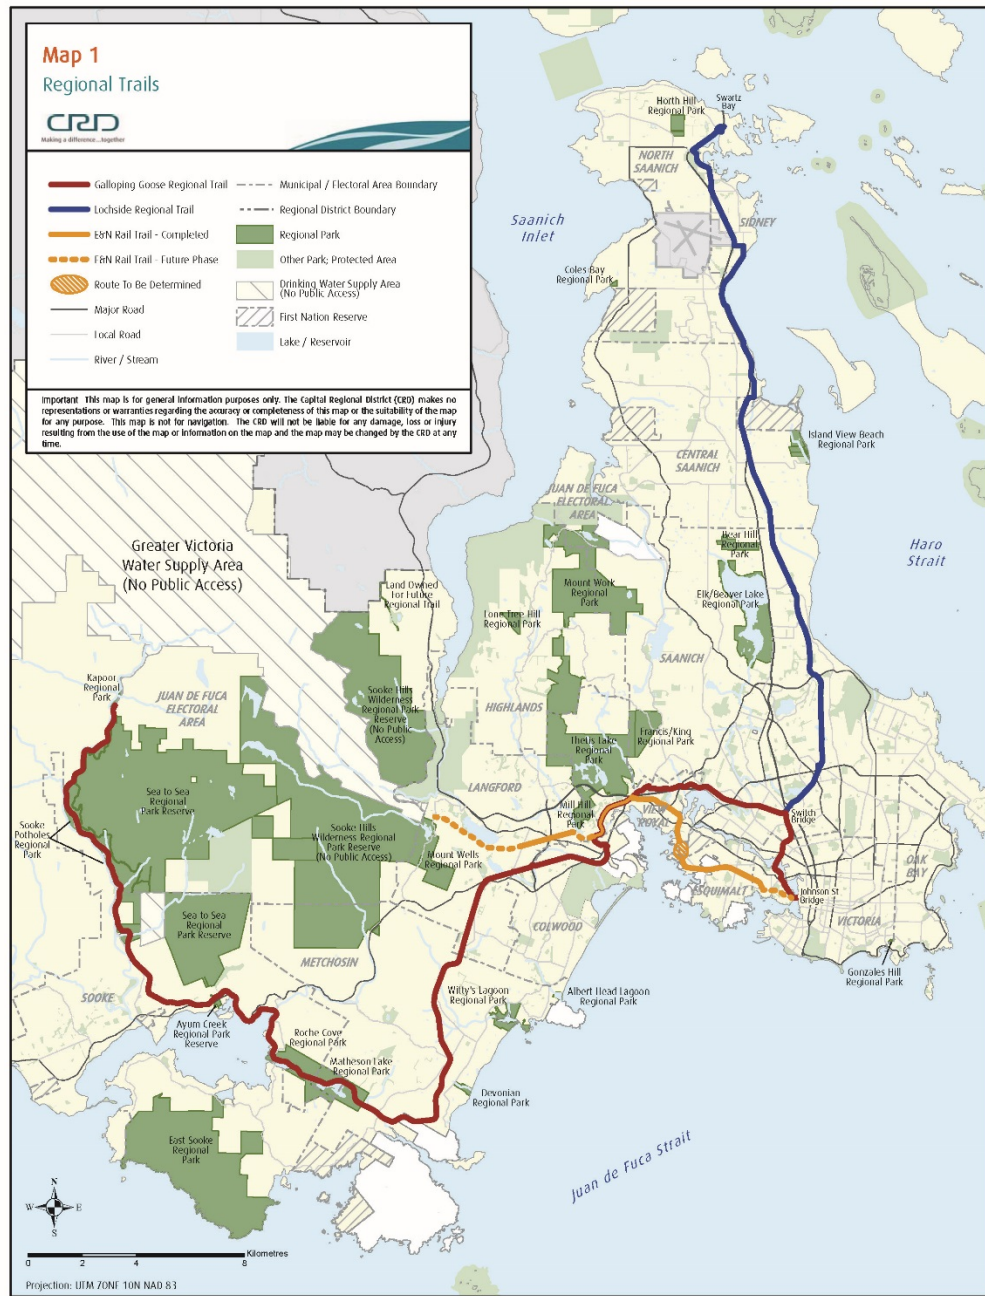 Map 1
Regional Trails
CRD
Making a difference...together
Galloping Goose Regional Trail
Lochside Regional Trail
E&N Rail Trail - Completed
E&N Rail Trail - Future Phase
Route To Be Determined
Major Road
Local Road
River / Stream
Municipal / Electoral Area Boundary
Regional District Boundary
Regional Park
Other Park; Protected Area
Drinking Water Supply Area
(No Public Access)
First Nation Reserve
Lake / Reservoir
Important This map is for general information purposes only. The Capital Regional District (CRD) makes no
representations or warranties regarding the accuracy or completeness of this map or the suitability of the map
for any purpose. This map is not for navigation. The CRD will not be liable for any damage, loss or injury
resulting from the use of the map or information on the map and the map may be changed by the CRD at any
time.
Horth Hill
Regional Park
Swartz
Bay
NORTH
SAANICH
Saanich
Inlet
SIDNEY
Coles Bay
Regional Park
Island View Beach
Regional Park
CENTRAL
SAANICH
JUAN DE FUCA
ELECTORAL
AREA
Haro
Strait
Bear Hill
Regional
Park
Greater Victoria
Water Supply Area
(No Public Access)
Land Owned
For Future
Regional Trail
Mount Work
Regional
Park
Elk/Beaver Lake
Regional Park
Lone Tree Hill
Regional Park
SAANICH
Kapoor
Regional
Park
JUAN DE FUCA
ELECTORAL
AREA
Sooke Hills
Wilderness
Regional Park
Reserve
(No Public
Access)
HIGHLANDS
Francis/King
Regional Park
Thetis Lake
Regional
Park
LANGFORD
Sea to Sea
Regional
Park Reserve
Mill Hill
Regional
Park
VIEW
ROYAL
Switch
Bridge
Sooke
Potholes
Regional
Park
Sooke Hills
Wilderness Regional
Park Reserve
(No Public Access)
Mount Wells
Regional Park
OAK
BAY
ESQUIMALT
Johnson St
Bridge
VICTORIA
Sea to Sea
Regional
Park Reserve
COLWOOD
METCHOSIN
Gonzales Hill
Regional Park
SOOKE
Witty's Lagoon
Regional Park
Albert Head Lagoon
Regional Park
Ayum Creek
Regional Park
Reserve
Roche Cove
Regional Park
Matheson Lake
Regional Park
Devonian
Regional Park
East Sooke
Regional
Park
Juan de Fuca Strait
N
W E
S
Kilometres
0 2 4 8
Projection: UTM ZONE 10N NAD 83